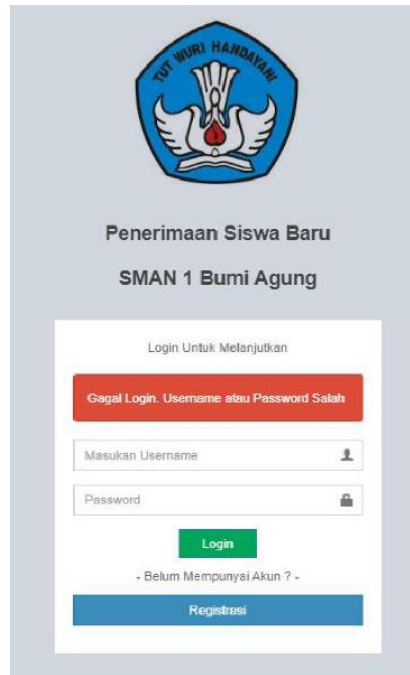 TUT WURI HANDAYANI
Penerimaan Siswa Baru
SMAN 1 Bumi Agung
Login Untuk Melanjutkan
Gagal Login. Username atau Password Salah
Masukan Username
Password
Login
- Belum Mempunyai Akun ? -
Registrasi